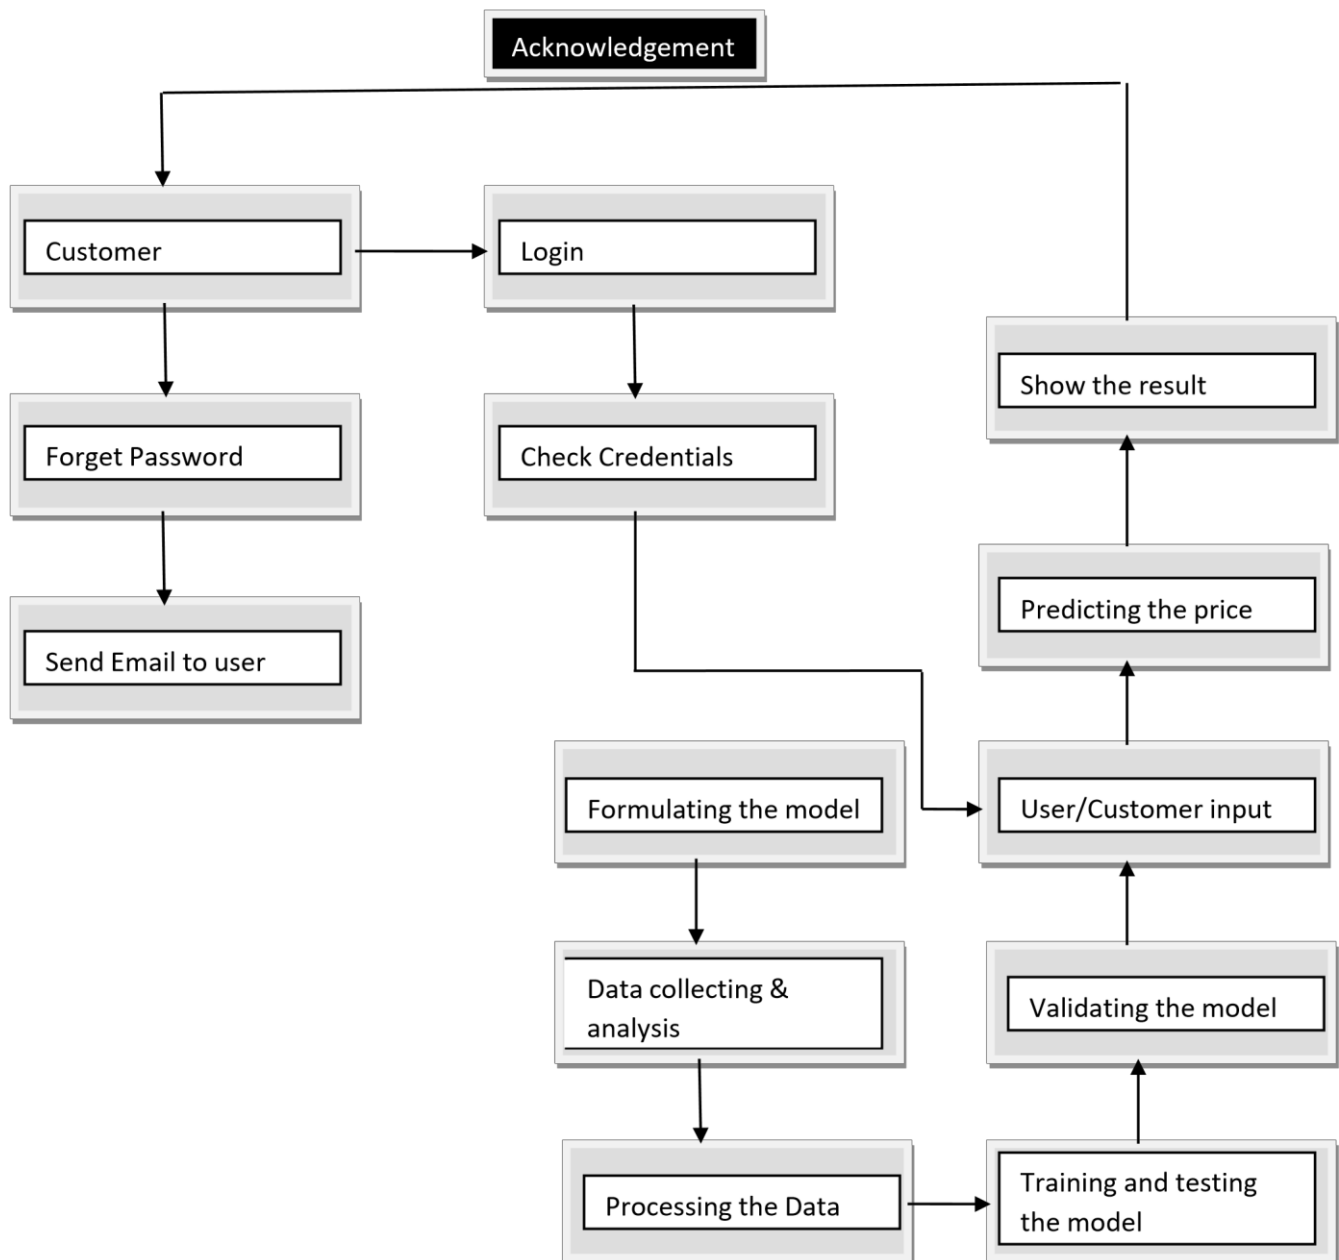 Acknowledgement
Customer
Login
Show the result
Forget Password
Check Credentials
Predicting the price
Send Email to user
Formulating the model
User/Customer input
Data collecting &
analysis
Validating the model
Processing the Data
Training and testing
the model